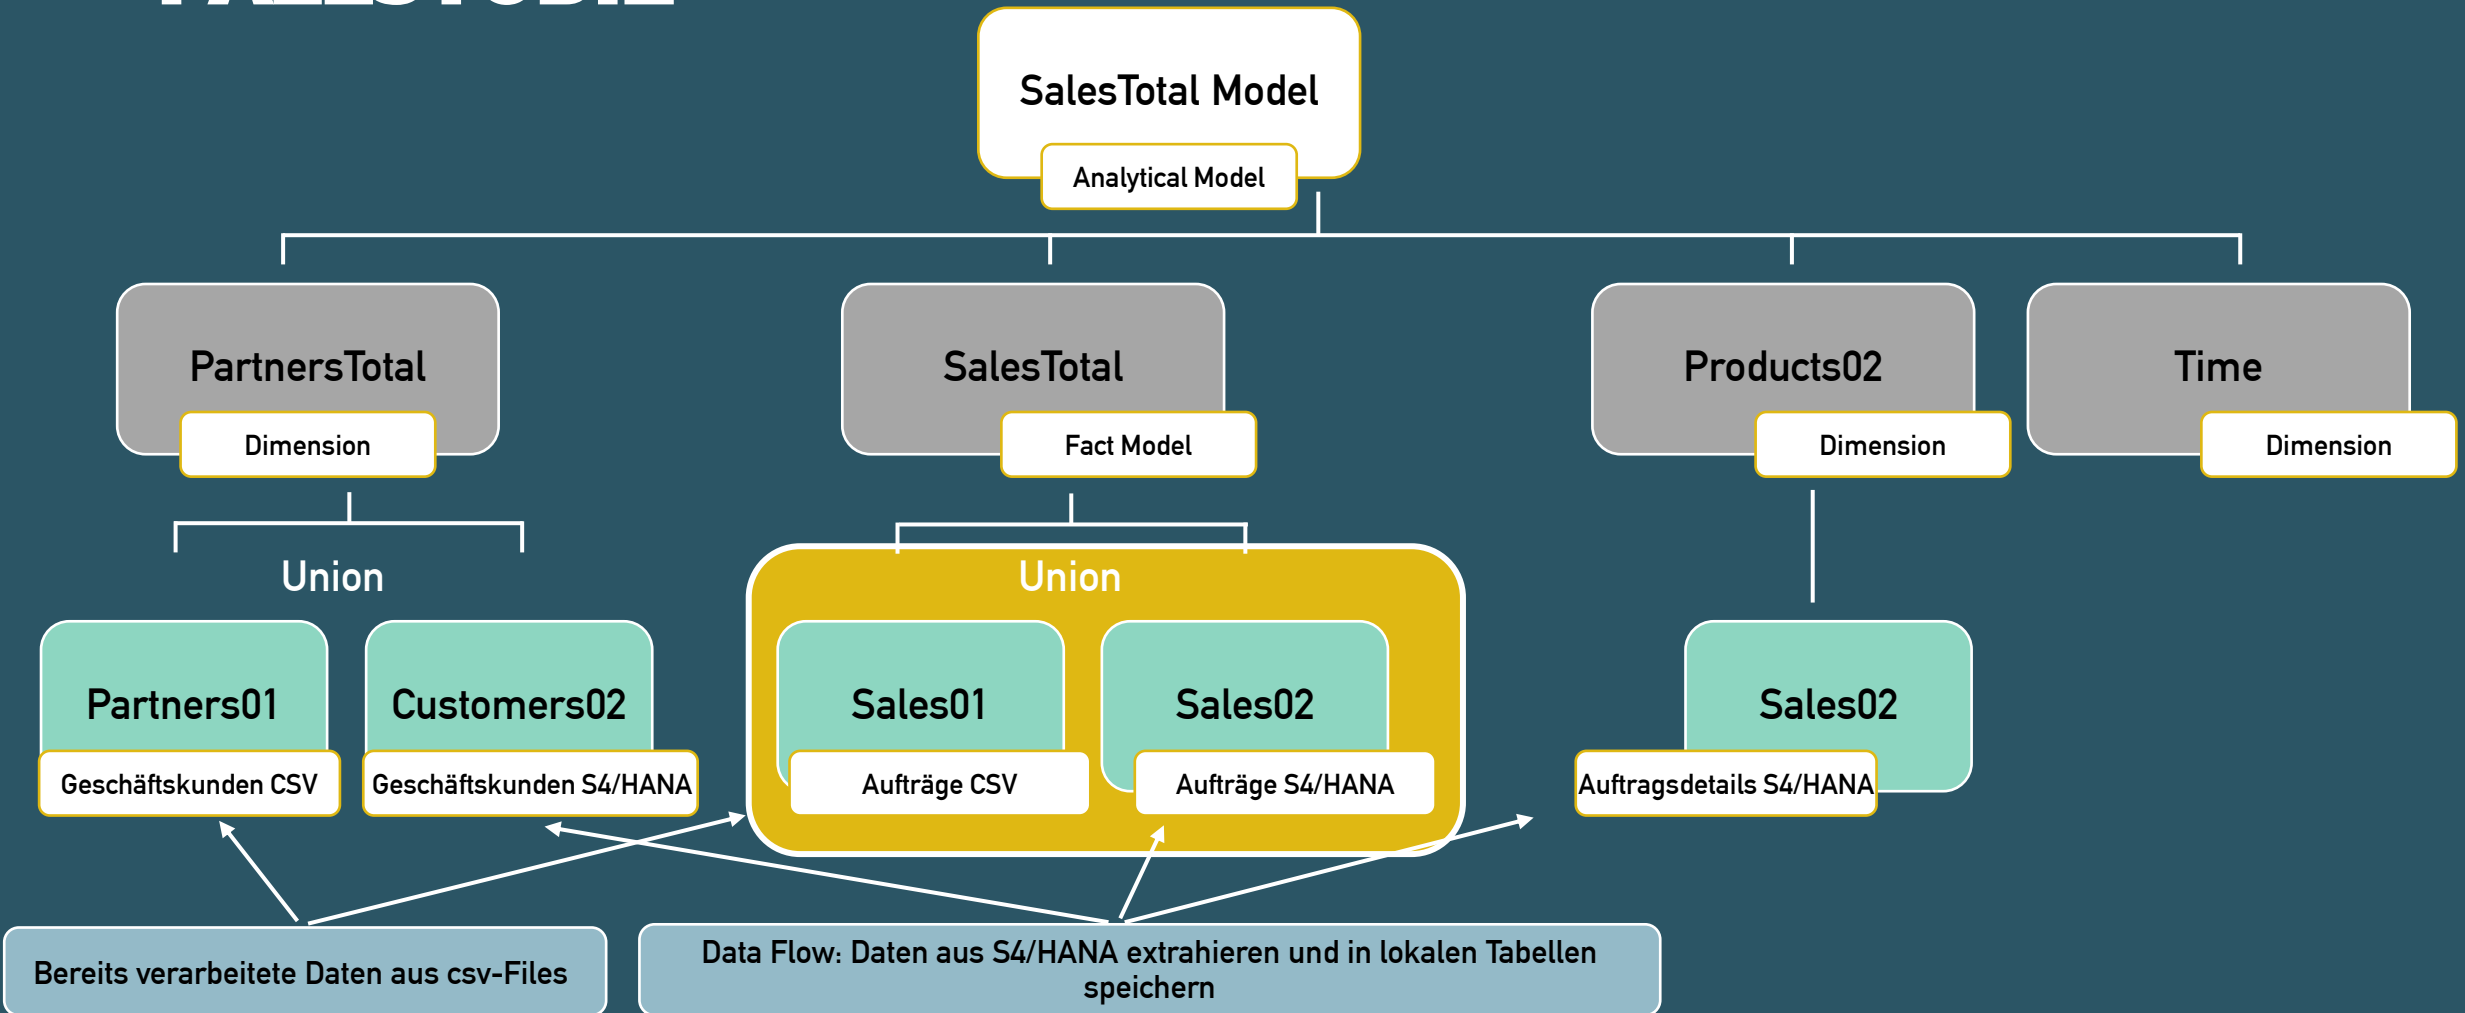 SalesTotal Model
Analytical Model
PartnersTotal
Dimension
SalesTotal
Fact Model
Products02
Dimension
Time
Dimension
Union
Union
Partners01
Geschäftskunden CSV
Customers02
Geschäftskunden S4/HANA
Sales01
Aufträge CSV
Sales02
Aufträge S4/HANA
Sales02
Auftragsdetails S4/HANA
Bereits verarbeitete Daten aus csv-Files
Data Flow: Daten aus S4/HANA extrahieren und in lokalen Tabellen
speichern